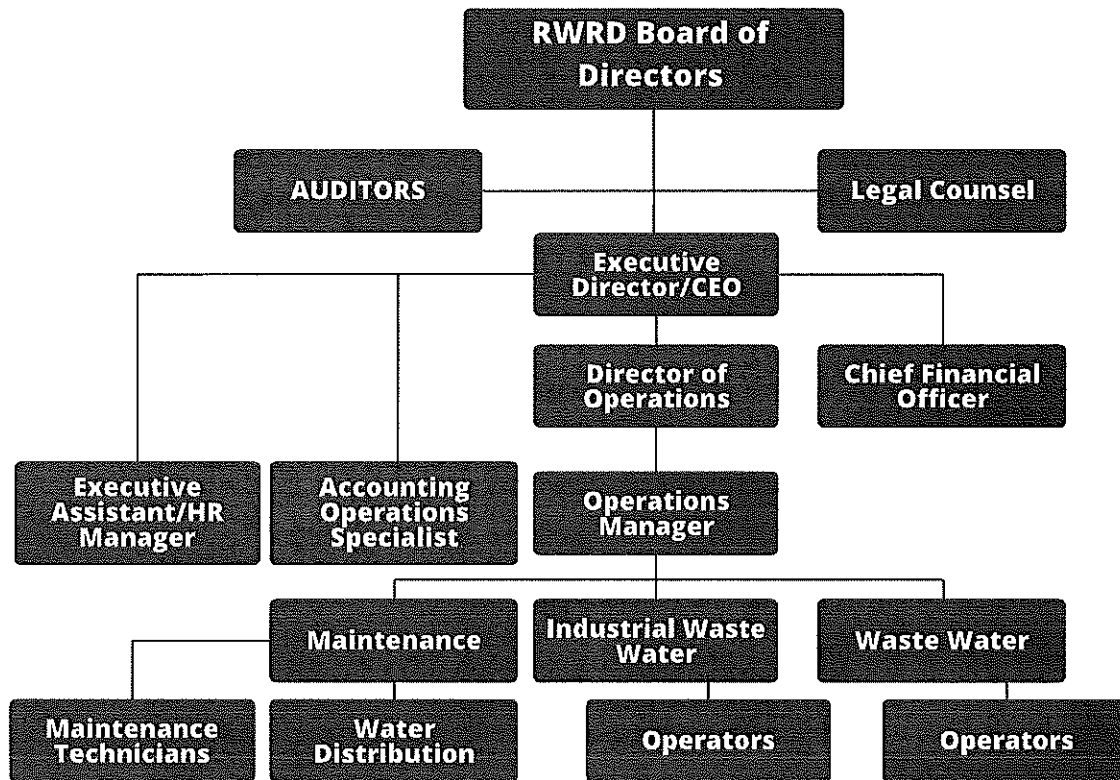 RWRD Board of
Directors
AUDITORS
Legal Counsel
Executive
Director/CEO
Director of
Operations
Chief Financial
Officer
Executive
Assistant/HR
Manager
Accounting
Operations
Specialist
Operations
Manager
Maintenance
Industrial Waste
Water
Waste Water
Maintenance
Technicians
Water
Distribution
Operators
Operators